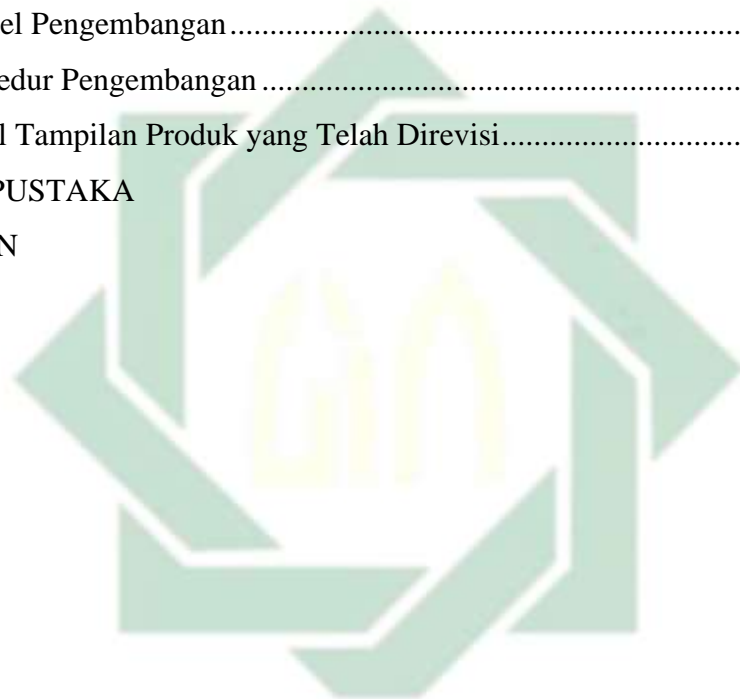 el Pengembangan...............................................................
edur Pengembangan...........................................................
l Tampilan Produk yang Telah Direvisi..............................
PUSTAKA
N